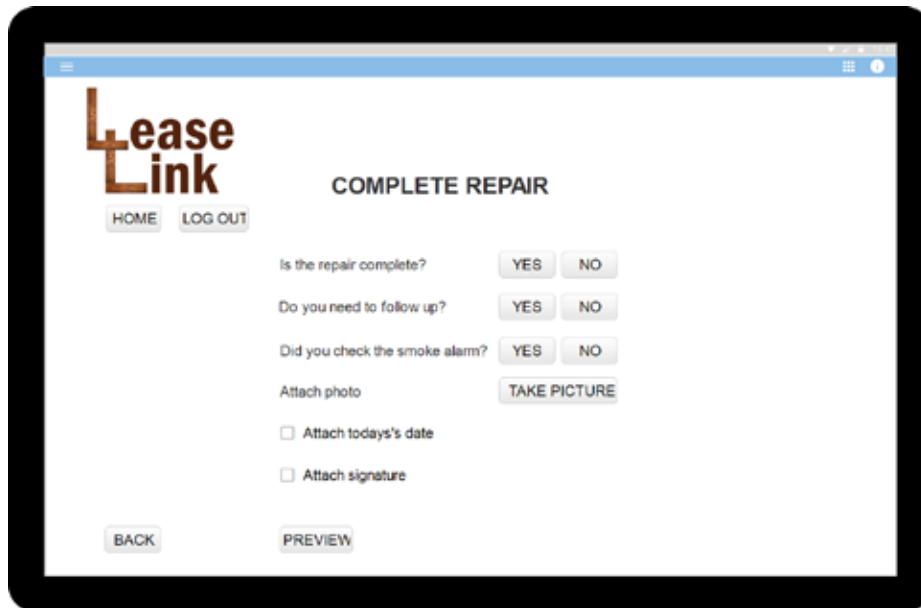 Lease
Link
COMPLETE REPAIR
HOME LOG OUT
Is the repair complete? YES NO
Do you need to follow up? YES NO
Did you check the smoke alarm? YES NO
Attach photo TAKE PICTURE
Attach todays's date
Attach signature
BACK PREVIEW